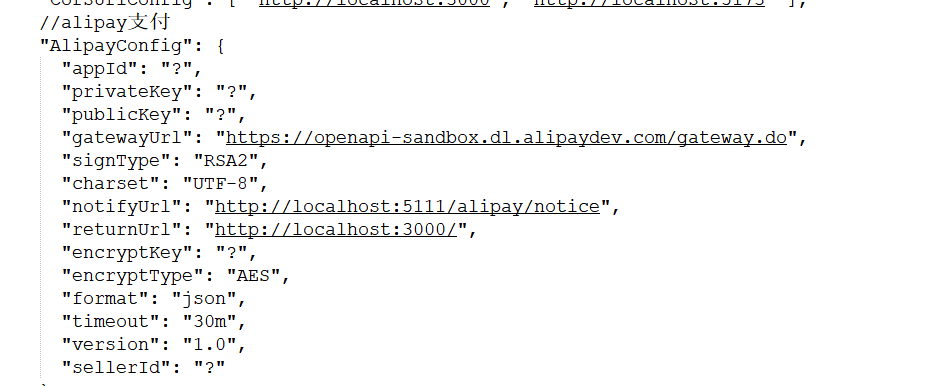 "CorsUrlConfig": [ "http://localhost:3000", "http://localhost:5173" ],
//alipay支付
"AlipayConfig": {
"appId": "?",
"privateKey": "?",
"publicKey": "?",
"gatewayUrl": "https://openapi-sandbox.dl.alipaydev.com/gateway.do",
"signType": "RSA2",
"charset": "UTF-8",
"notifyUrl": "http://localhost:5111/alipay/notice",
"returnUrl": "http://localhost:3000/",
"encryptKey": "?",
"encryptType": "AES",
"format": "json",
"timeout": "30m",
"version": "1.0",
"sellerId": "?"